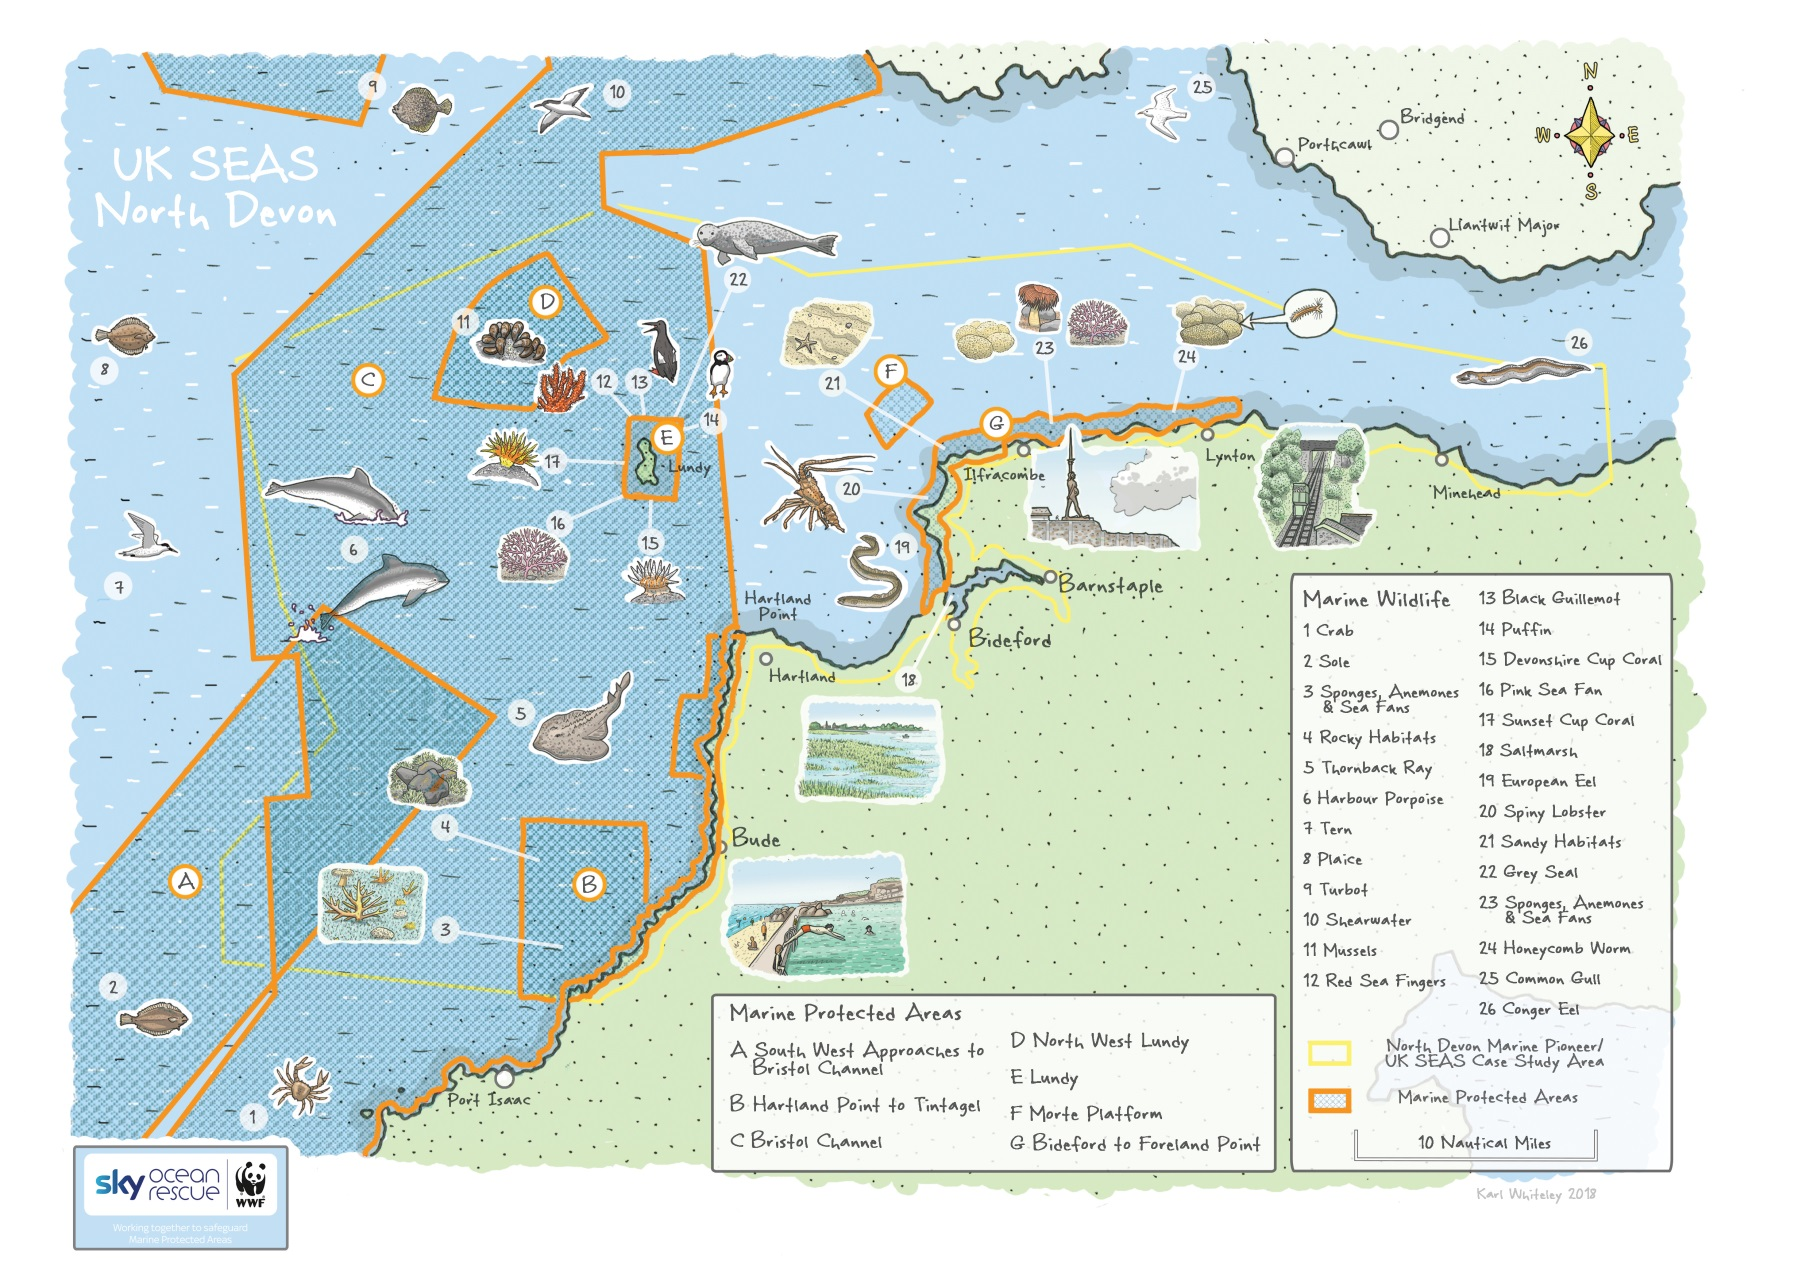 UK SEAS
North Devon
9
10
25
N
W
E
S
Bridgend
Porthcawl
Llantwit Major
22
D
11
8
C
12
13
14
23
24
26
21
F
G
E
Lundy
17
16
15
20
19
6
7
Ilfracombe
Lynton
Minehead
Hartland
Point
Barnstaple
Bideford
Hartland
18
5
4
Bude
A
B
3
2
1
Port Isaac
Marine Wildlife
1 Crab
2 Sole
3 Sponges, Anemones
& Sea Fans
4 Rocky Habitats
5 Thornback Ray
6 Harbour Porpoise
7 Tern
8 Plaice
9 Turbot
10 Shearwater
11 Mussels
12 Red Sea Fingers
13 Black Guillemot
14 Puffin
15 Devonshire Cup Coral
16 Pink Sea Fan
17 Sunset Cup Coral
18 Saltmarsh
19 European Eel
20 Spiny Lobster
21 Sandy Habitats
22 Grey Seal
23 Sponges, Anemones
& Sea Fans
24 Honeycomb Worm
25 Common Gull
26 Conger Eel
North Devon Marine Pioneer/
UK SEAS Case Study Area
Marine Protected Areas
10 Nautical Miles
Marine Protected Areas
A South West Approaches to
Bristol Channel
B Hartland Point to Tintagel
C Bristol Channel
D North West Lundy
E Lundy
F Morte Platform
G Bideford to Foreland Point
sky ocean
rescue
WWF
Working together to safeguard
Marine Protected Areas
Karl Whiteley 2018